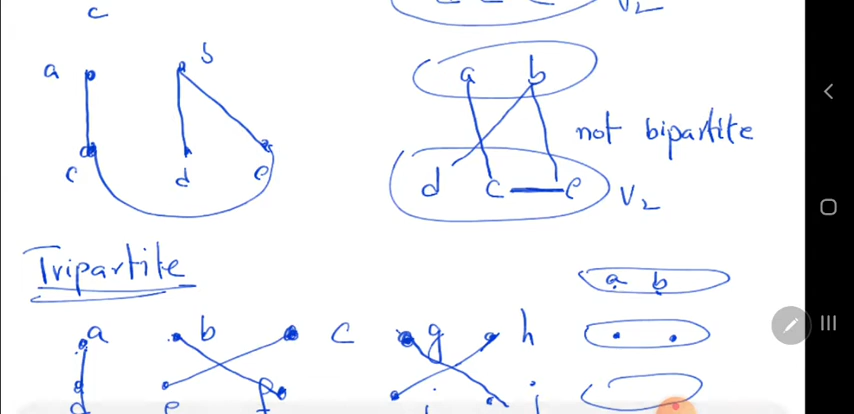 c
V2
a b
a b
not bipartite
c d e
d c e V2
Tripartite
a b
a b c g h
d e f i j